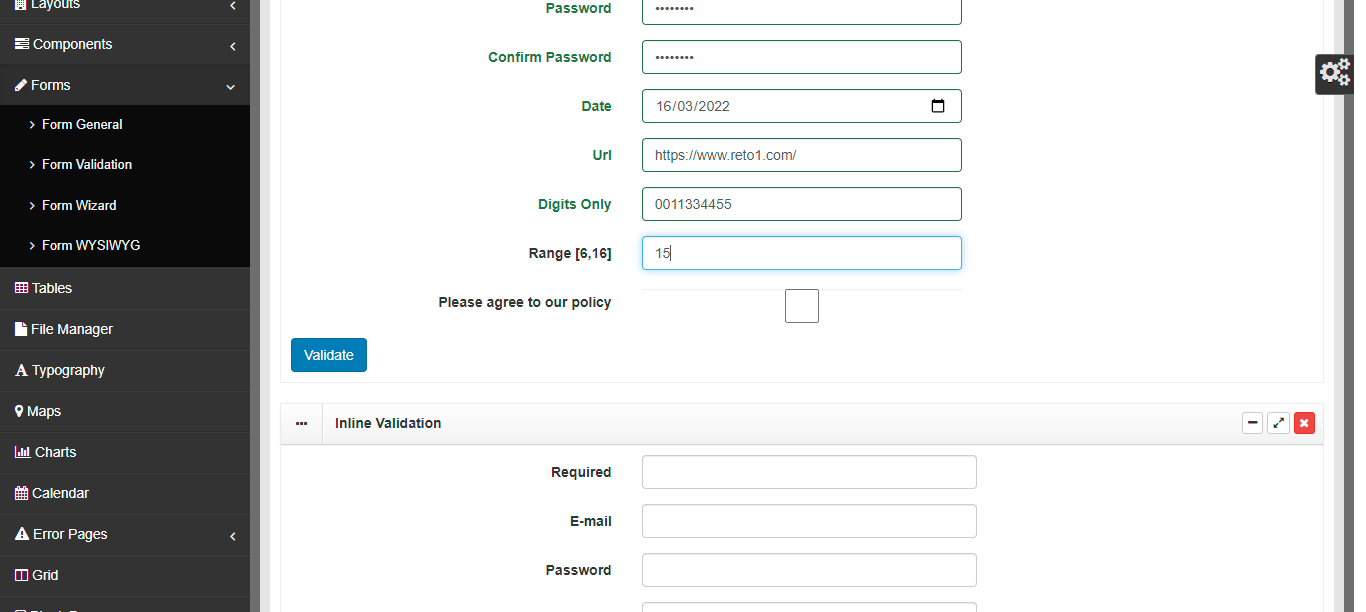 Layouts
Components
Forms
Form General
Form Validation
Form Wizard
Form WYSIWYG
Tables
File Manager
Typography
Maps
Charts
Calendar
Error Pages
Grid
Password ••••••••
Confirm Password ••••••••
Date 16/03/2022
Url https://www.reto1.com/
Digits Only 0011334455
Range [6,16] 15
Please agree to our policy
Validate
Inline Validation
Required
E-mail
Password